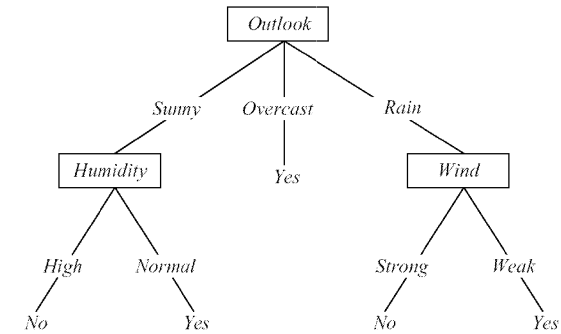 Outlook
Sunny Overcast Rain
Humidity Yes Wind
High Normal Strong Weak
No Yes No Yes